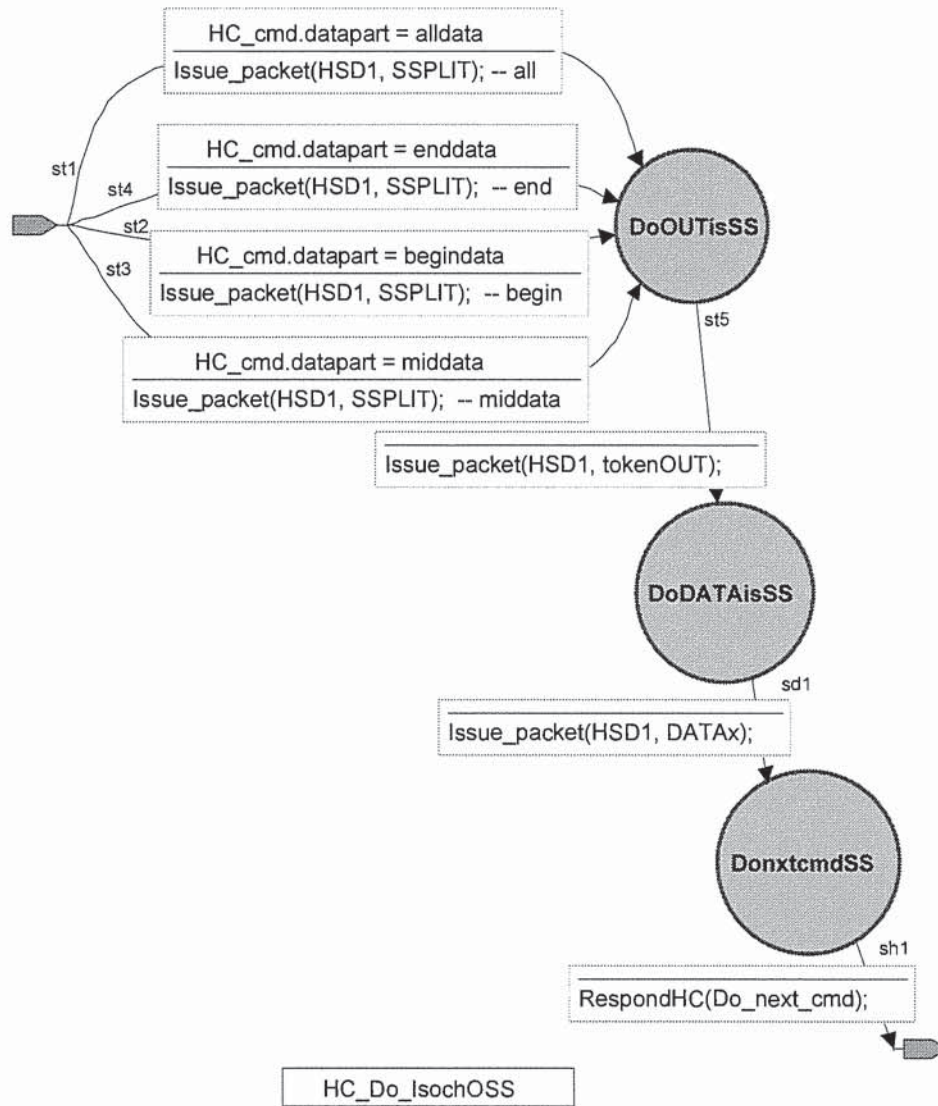 HC_cmd.datapart = alldata
Issue_packet(HSD1, SSPLIT); -- all
st1
HC_cmd.datapart = enddata
Issue_packet(HSD1, SSPLIT); -- end
st4
st2
HC_cmd.datapart = begindata
Issue_packet(HSD1, SSPLIT); -- begin
st3
HC_cmd.datapart = middata
Issue_packet(HSD1, SSPLIT); -- middata
DoOUTisSS
st5
Issue_packet(HSD1, tokenOUT);
DoDATAisSS
sd1
Issue_packet(HSD1, DATAx);
DonxtcmdSS
sh1
RespondHC(Do_next_cmd);
HC_Do_IsochOSS